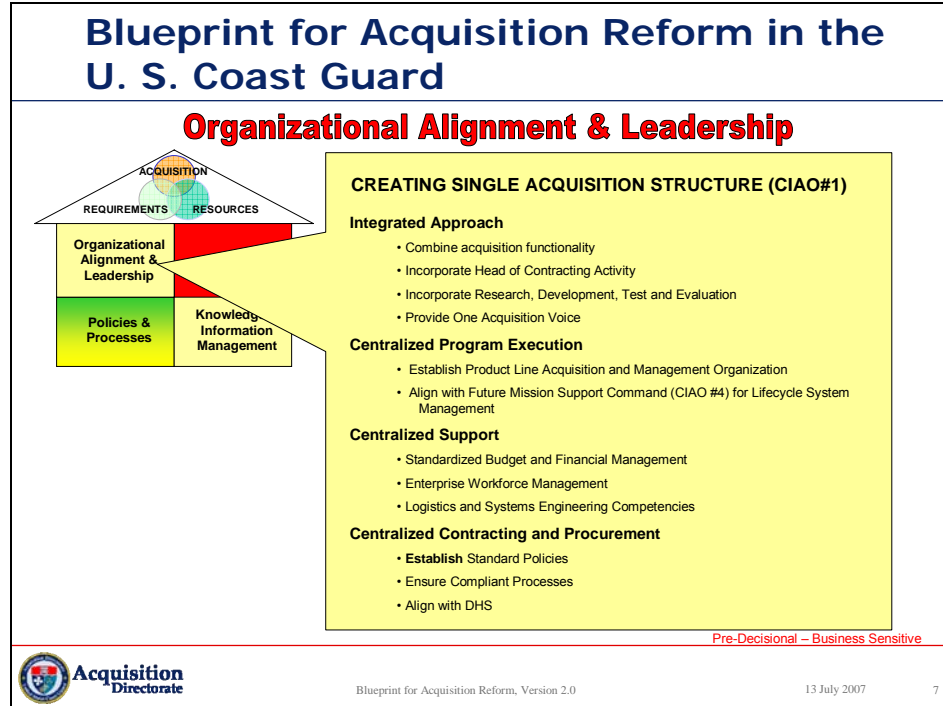 Blueprint for Acquisition Reform in the
U. S. Coast Guard
Organizational Alignment & Leadership
ACQUISITION
REQUIREMENTS RESOURCES
Organizational
Alignment &
Leadership
Policies &
Processes
Information
Management
CREATING SINGLE ACQUISITION STRUCTURE (CIAO#1)
Integrated Approach
• Combine acquisition functionality
• Incorporate Head of Contracting Activity
• Incorporate Research, Development, Test and Evaluation
• Provide One Acquisition Voice
Centralized Program Execution
• Establish Product Line Acquisition and Management Organization
• Align with Future Mission Support Command (CIAO #4) for Lifecycle System
Management
Centralized Support
• Standardized Budget and Financial Management
• Enterprise Workforce Management
• Logistics and Systems Engineering Competencies
Centralized Contracting and Procurement
• Establish Standard Policies
• Ensure Compliant Processes
• Align with DHS
Pre-Decisional – Business Sensitive
Acquisition
Directorate
Blueprint for Acquisition Reform, Version 2.0
13 July 2007
7